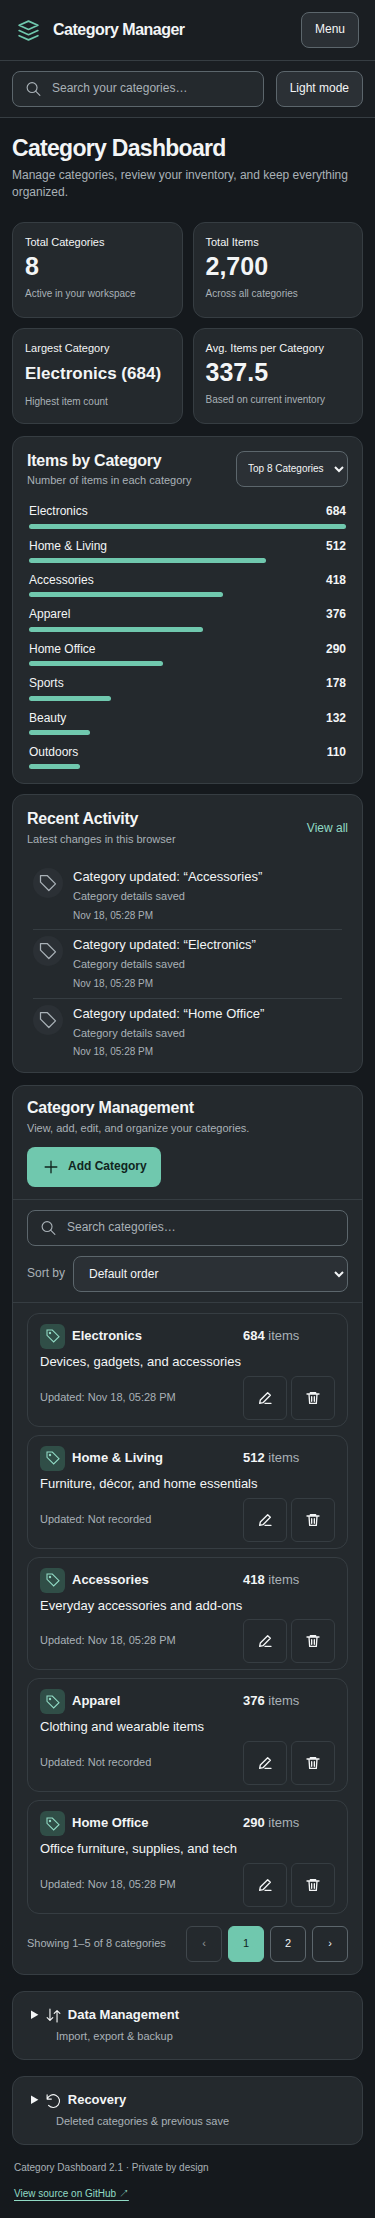 Category Manager
Menu
Search your categories…
Light mode
Category Dashboard
Manage categories, review your inventory, and keep everything
organized.
Total Categories
8
Active in your workspace
Total Items
2,700
Across all categories
Largest Category
Electronics (684)
Highest item count
Avg. Items per Category
337.5
Based on current inventory
Items by Category
Number of items in each category
Top 8 Categories
Electronics 684
Home & Living 512
Accessories 418
Apparel 376
Home Office 290
Sports 178
Beauty 132
Outdoors 110
Recent Activity
Latest changes in this browser
View all
Category updated: “Accessories”
Category details saved
Nov 18, 05:28 PM
Category updated: “Electronics”
Category details saved
Nov 18, 05:28 PM
Category updated: “Home Office”
Category details saved
Nov 18, 05:28 PM
Category Management
View, add, edit, and organize your categories.
Add Category
Search categories…
Sort by Default order
Electronics 684 items
Devices, gadgets, and accessories
Updated: Nov 18, 05:28 PM
Home & Living 512 items
Furniture, décor, and home essentials
Updated: Not recorded
Accessories 418 items
Everyday accessories and add-ons
Updated: Nov 18, 05:28 PM
Apparel 376 items
Clothing and wearable items
Updated: Not recorded
Home Office 290 items
Office furniture, supplies, and tech
Updated: Nov 18, 05:28 PM
Showing 1–5 of 8 categories ‹ 1 2 ›
Data Management
Import, export & backup
Recovery
Deleted categories & previous save
Category Dashboard 2.1 · Private by design
View source on GitHub ↗